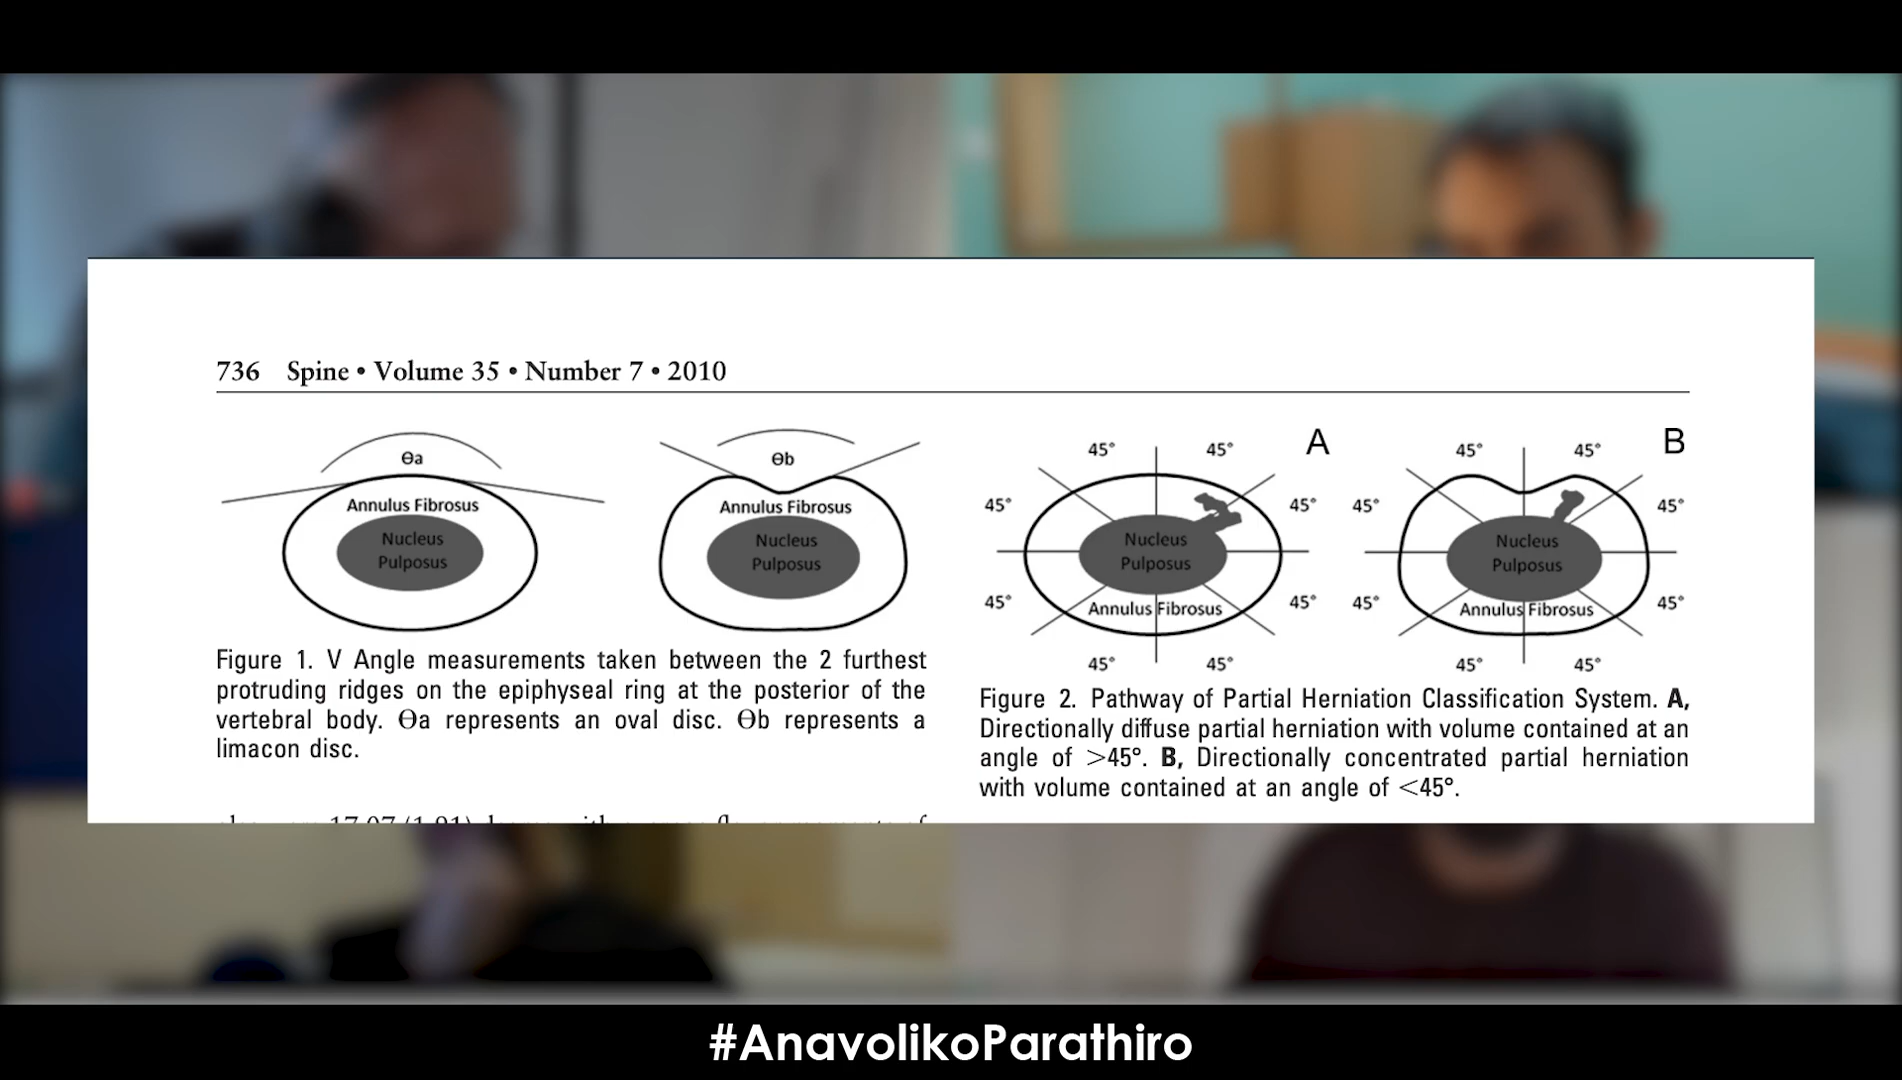 736 Spine • Volume 35 • Number 7 • 2010
Ɵa
Annulus Fibrosus
Nucleus
Pulposus
Ɵb
Annulus Fibrosus
Nucleus
Pulposus
Figure 1. V Angle measurements taken between the 2 furthest
protruding ridges on the epiphyseal ring at the posterior of the
vertebral body. Ɵa represents an oval disc. Ɵb represents a
limacon disc.
A
45° 45°
45° 45°
Nucleus
Pulposus
45° 45°
Annulus Fibrosus
45° 45°
B
45° 45°
45° 45°
Nucleus
Pulposus
45° 45°
Annulus Fibrosus
45° 45°
Figure 2. Pathway of Partial Herniation Classification System. A,
Directionally diffuse partial herniation with volume contained at an
angle of >45°. B, Directionally concentrated partial herniation
with volume contained at an angle of <45°.
#AnavolikoParathiro